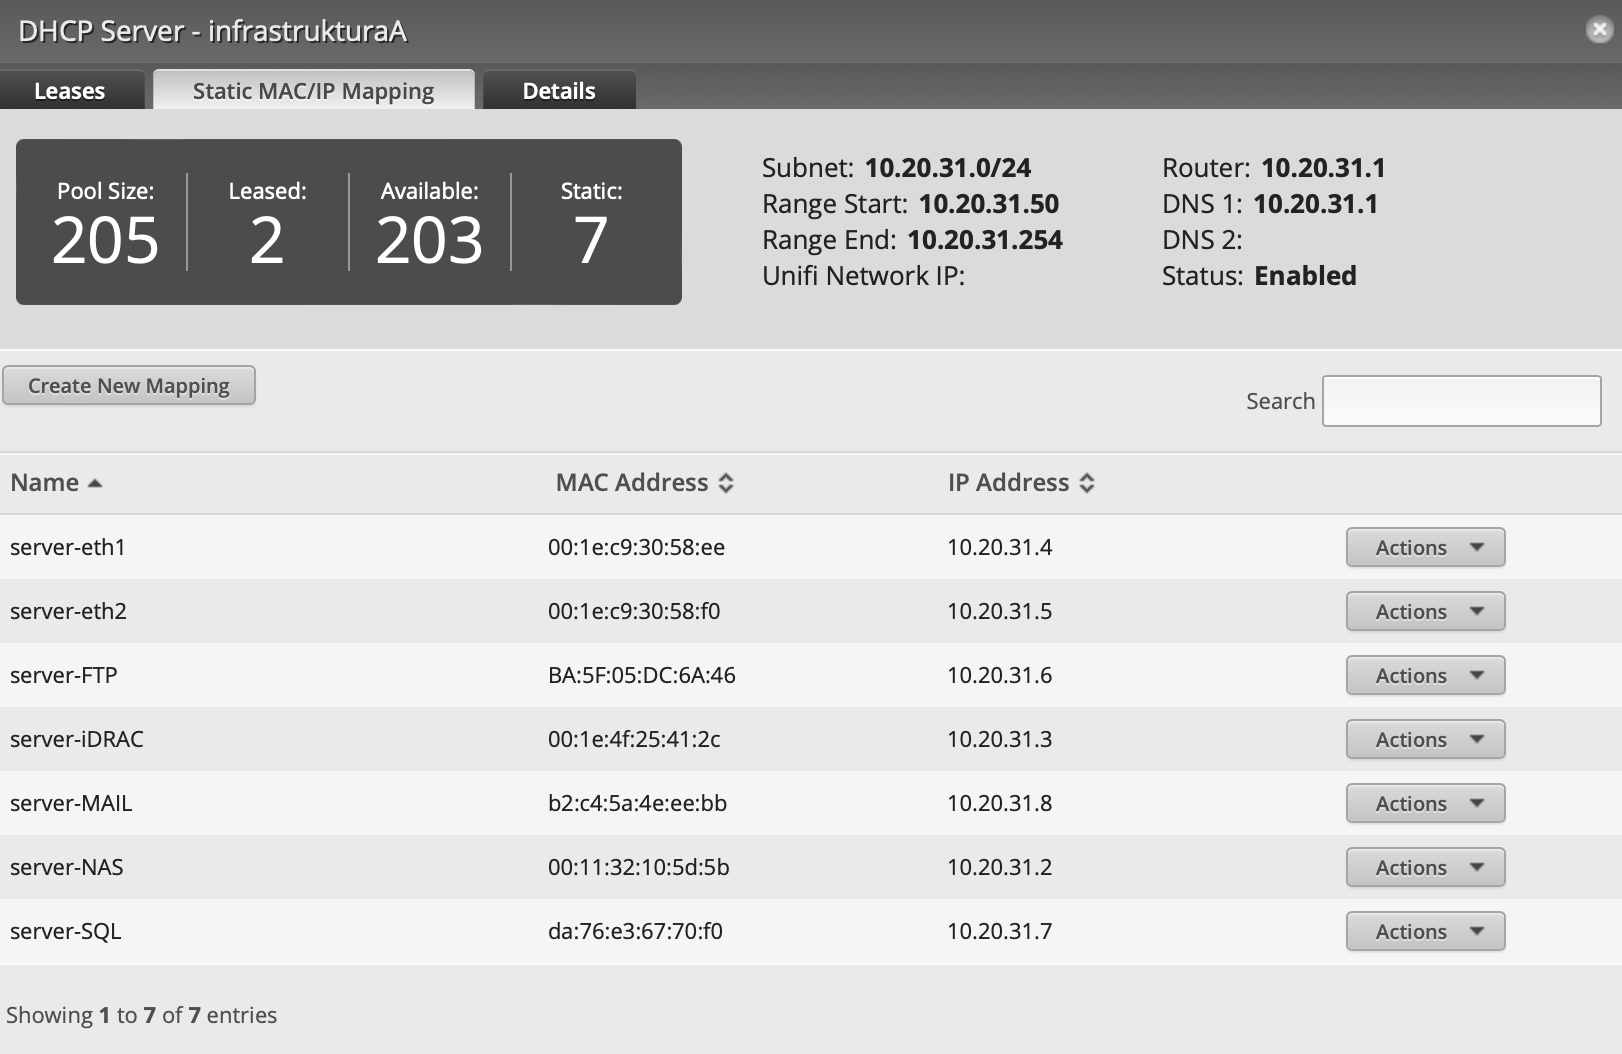 DHCP Server - infrastrukturaA
Leases Static MAC/IP Mapping Details
Pool Size: Leased: Available: Static:
205 2 203 7
Subnet: 10.20.31.0/24
Range Start: 10.20.31.50
Range End: 10.20.31.254
Unifi Network IP:
Router: 10.20.31.1
DNS 1: 10.20.31.1
DNS 2:
Status: Enabled
Create New Mapping
Search
Name MAC Address IP Address
server-eth1 00:1e:c9:30:58:ee 10.20.31.4 Actions
server-eth2 00:1e:c9:30:58:f0 10.20.31.5 Actions
server-FTP BA:5F:05:DC:6A:46 10.20.31.6 Actions
server-iDRAC 00:1e:4f:25:41:2c 10.20.31.3 Actions
server-MAIL b2:c4:5a:4e:ee:bb 10.20.31.8 Actions
server-NAS 00:11:32:10:5d:5b 10.20.31.2 Actions
server-SQL da:76:e3:67:70:f0 10.20.31.7 Actions
Showing 1 to 7 of 7 entries